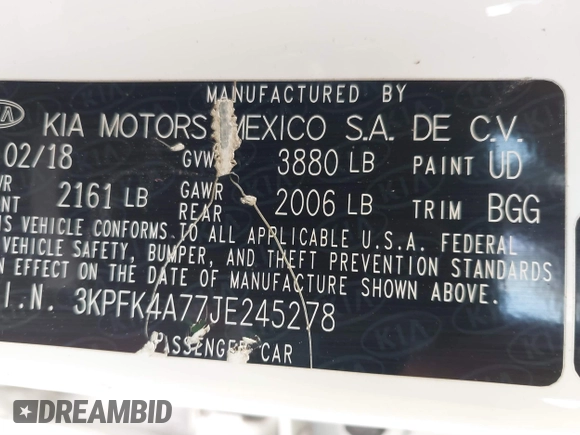 MANUFACTURED BY
KIA KIA MOTORS MEXICO S.A. DE C.V.
02/18 GVW 3880 LB PAINT UD
2161 LB GAWR REAR 2006 LB TRIM BGG
VEHICLE CONFORMS TO ALL APPLICABLE U.S.A. FEDERAL
VEHICLE SAFETY, BUMPER, AND THEFT PREVENTION STANDARDS
EFFECT ON THE DATE OF MANUFACTURE SHOWN ABOVE.
I.N. 3KPFK4A77JE245278
PASSENGER CAR
DREAMBID